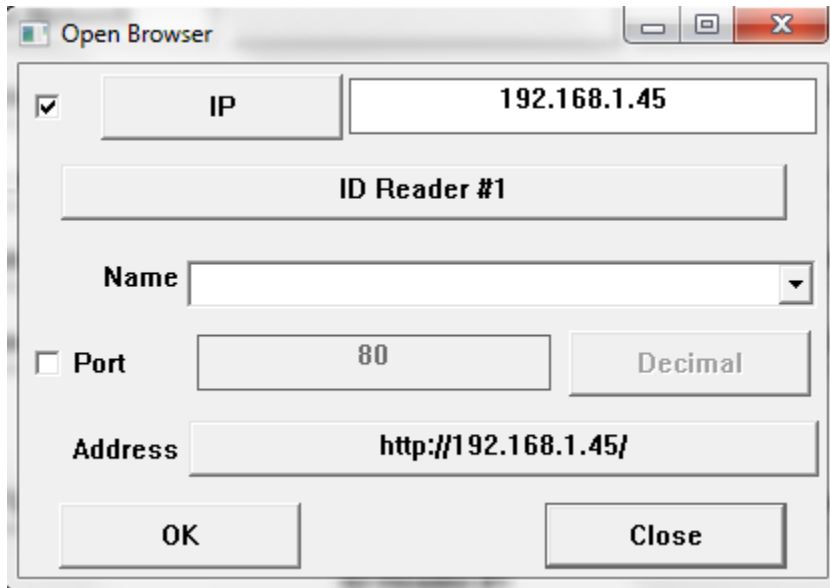 Open Browser
IP 192.168.1.45
ID Reader #1
Name
Port 80 Decimal
Address http://192.168.1.45/
OK Close